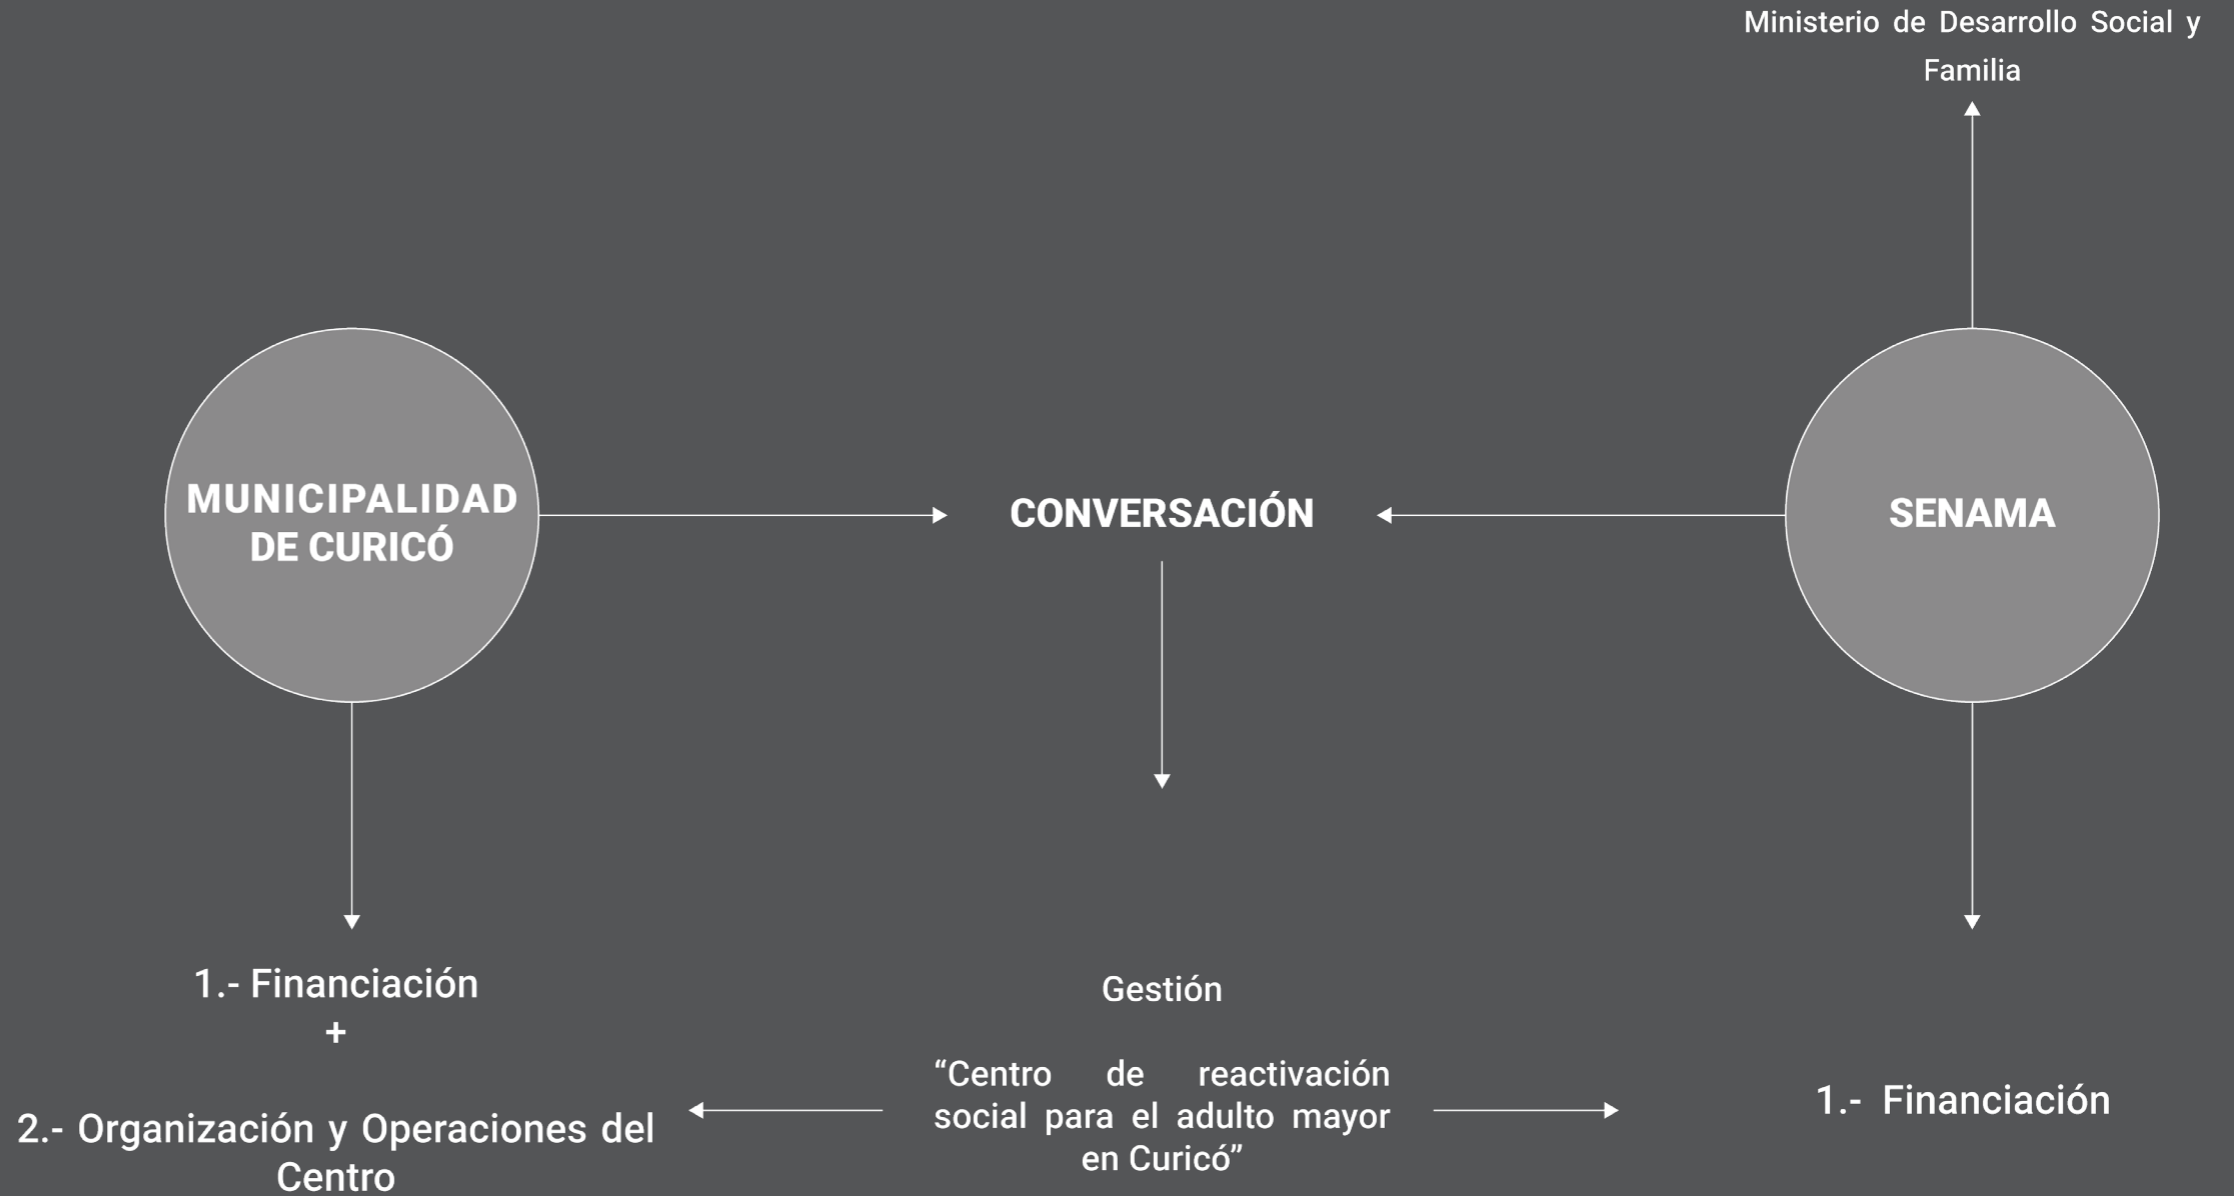 Ministerio de Desarrollo Social y
Familia
MUNICIPALIDAD
DE CURICÓ
CONVERSACIÓN
SENAMA
1.- Financiación
+
2.- Organización y Operaciones del
Centro
Gestión
“Centro de reactivación
social para el adulto mayor
en Curicó”
1.- Financiación